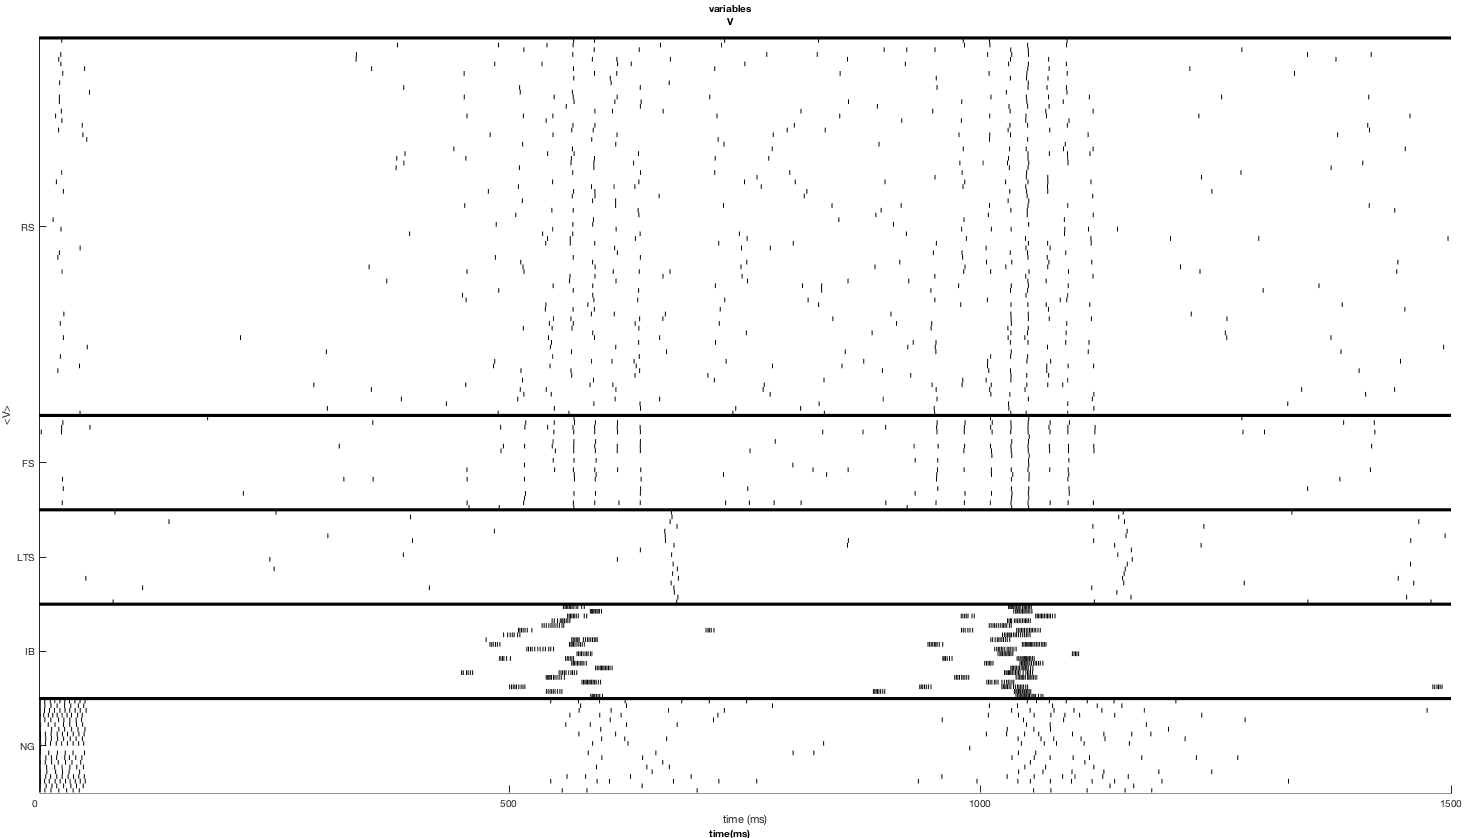 variables
V
RS
FS
<V>
LTS
IB
NG
0 500 1000 1500
time (ms)
time(ms)